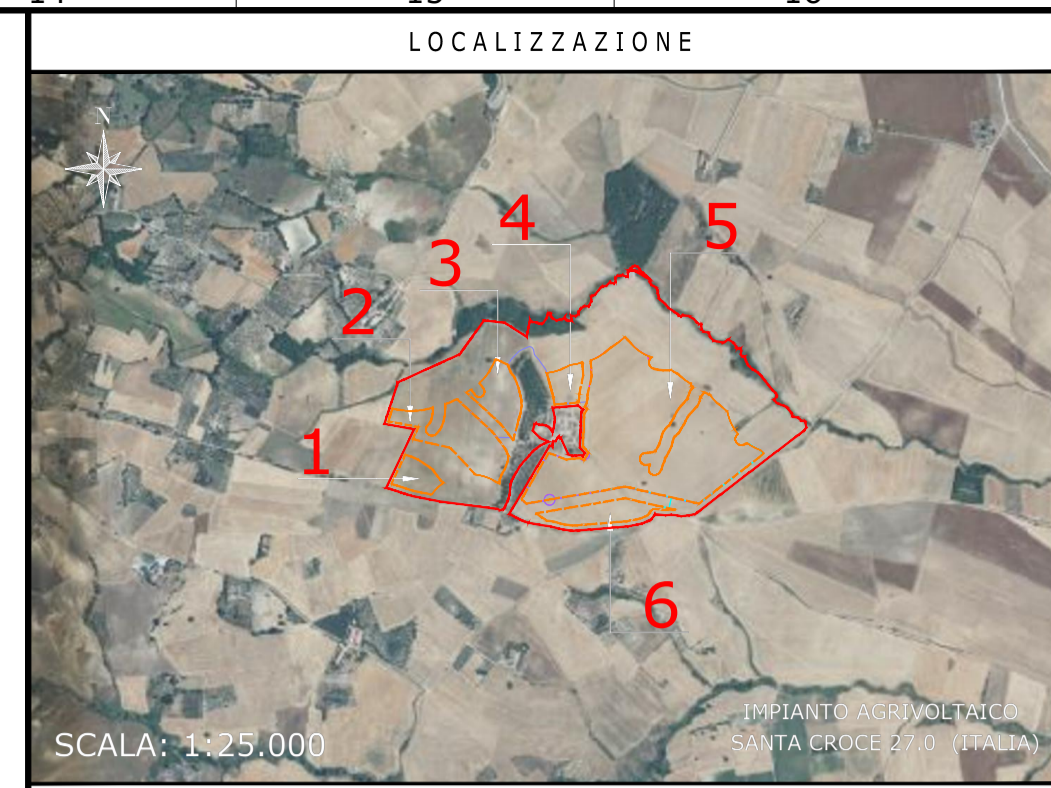 LOCALIZZAZIONE
N
4
5
3
2
1
6
IMPIANTO AGRIVOLTAICO
SCALA: 1:25.000
SANTA CROCE 27.0 (ITALIA)